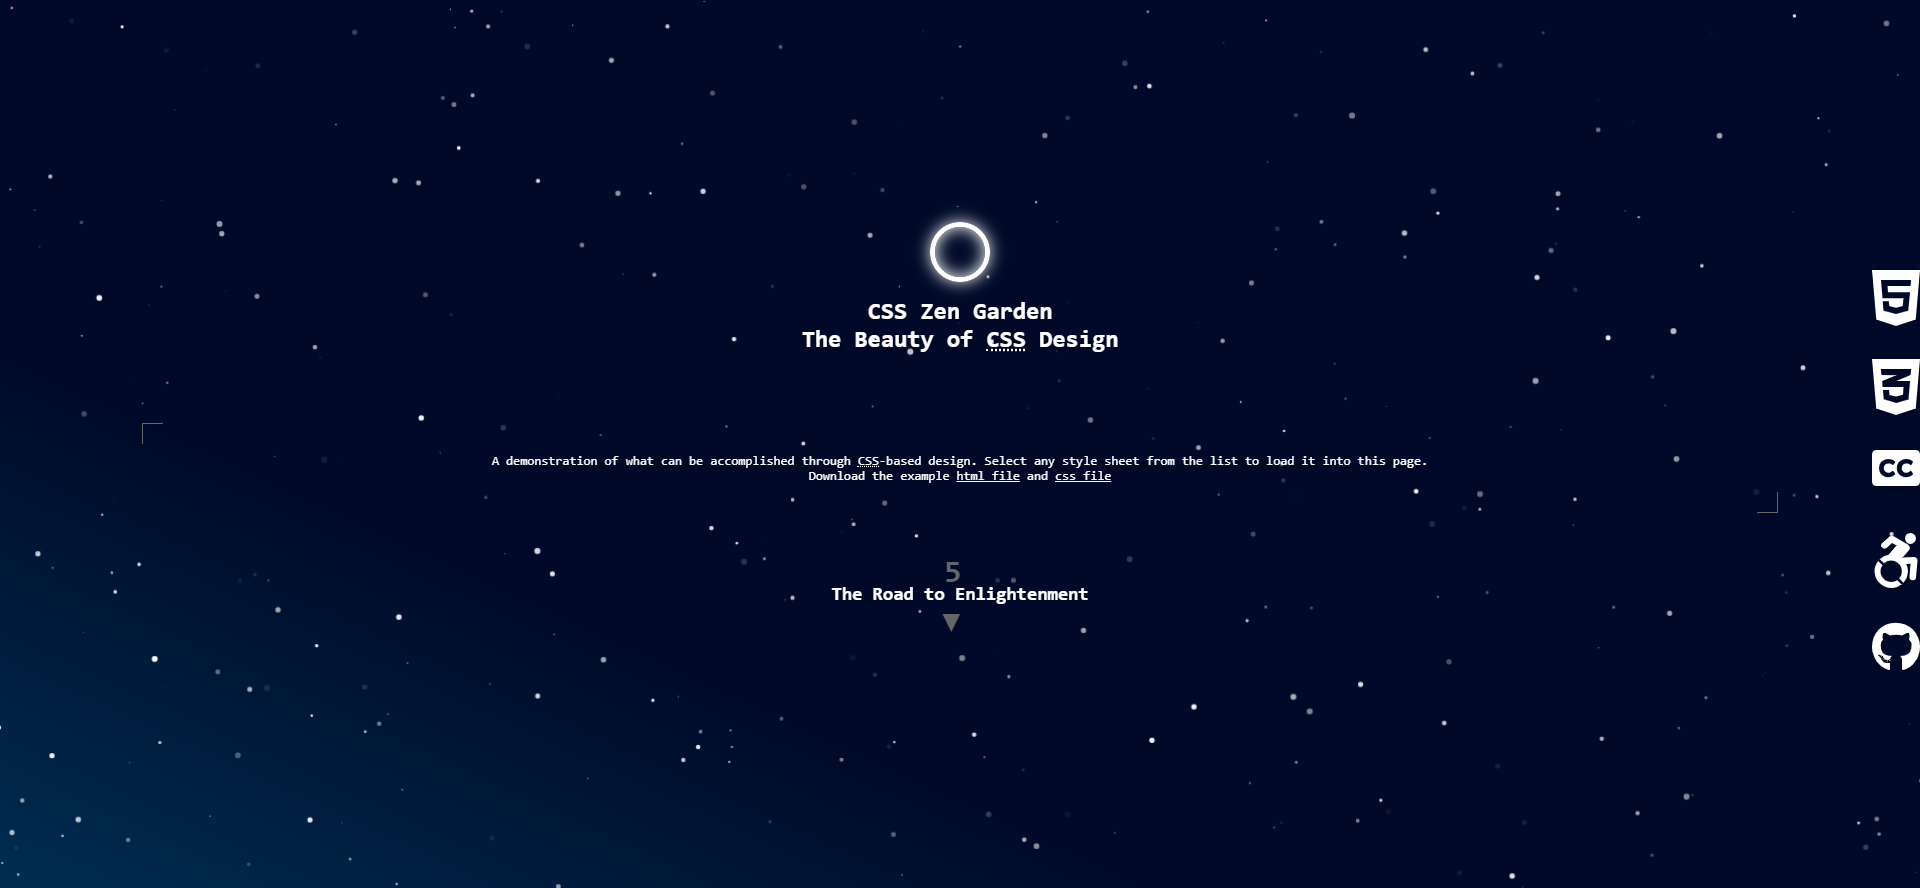 CSS Zen Garden
The Beauty of CSS Design
A demonstration of what can be accomplished through CSS-based design. Select any style sheet from the list to load it into this page.
Download the example html file and css file
5
The Road to Enlightenment
5
3
CC